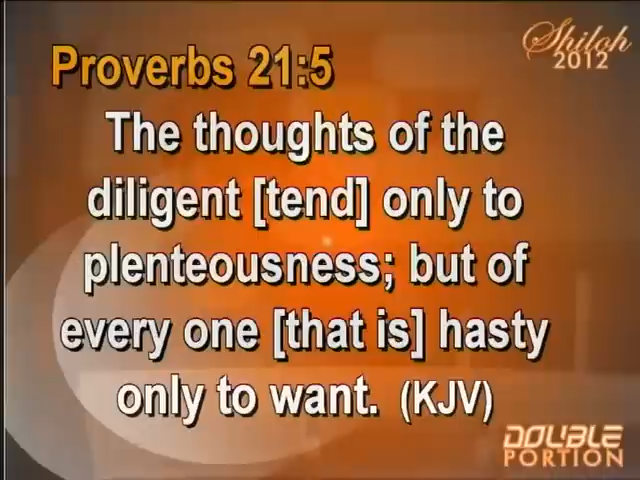 Shiloh
2012
Proverbs 21:5
The thoughts of the
diligent [tend] only to
plenteousness; but of
every one [that is] hasty
only to want. (KJV)
DOUBLE
PORTION